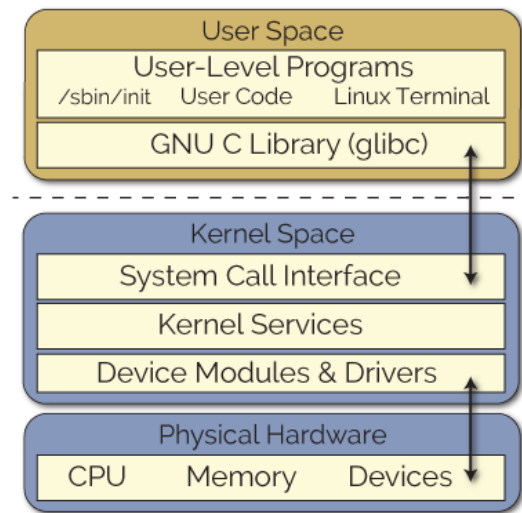 User Space
User-Level Programs
/sbin/init User Code Linux Terminal
GNU C Library (glibc)
Kernel Space
System Call Interface
Kernel Services
Device Modules & Drivers
Physical Hardware
CPU Memory Devices